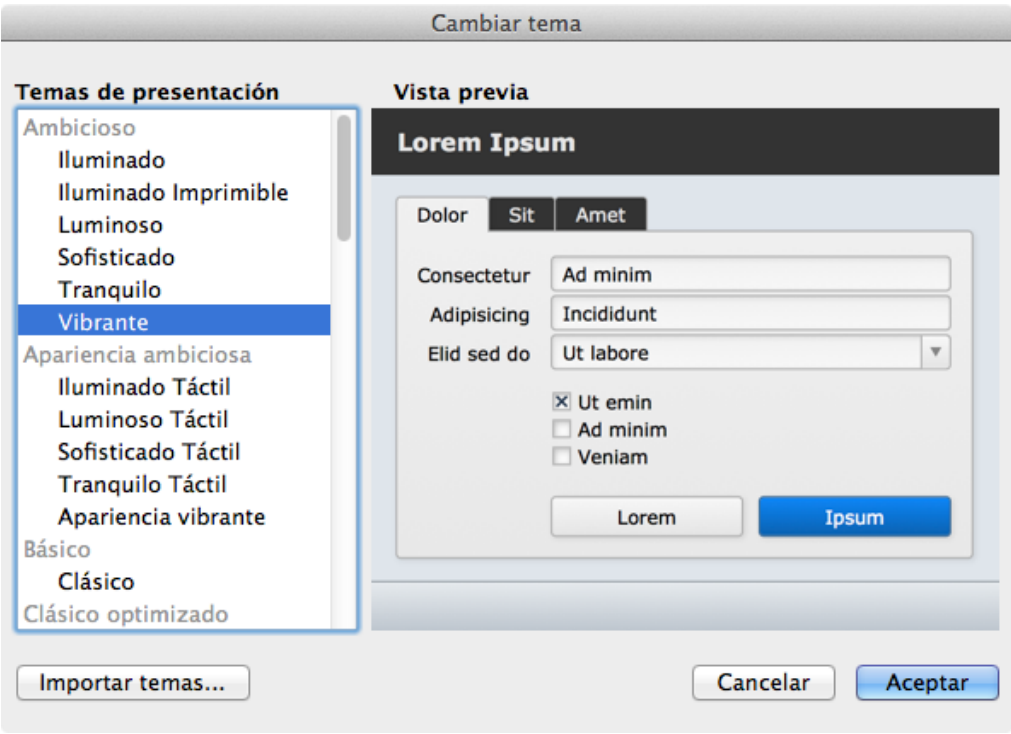 Cambiar tema
Temas de presentación
Ambicioso
Iluminado
Iluminado Imprimible
Luminoso
Sofisticado
Tranquilo
Vibrante
Apariencia ambiciosa
Iluminado Táctil
Luminoso Táctil
Sofisticado Táctil
Tranquilo Táctil
Apariencia vibrante
Básico
Clásico
Clásico optimizado
Vista previa
Lorem Ipsum
Dolor Sit Amet
Consectetur Ad minim
Adipisicing Incididunt
Elid sed do Ut labore
Ut emin
Ad minim
Veniam
Lorem Ipsum
Importar temas... Cancelar Aceptar